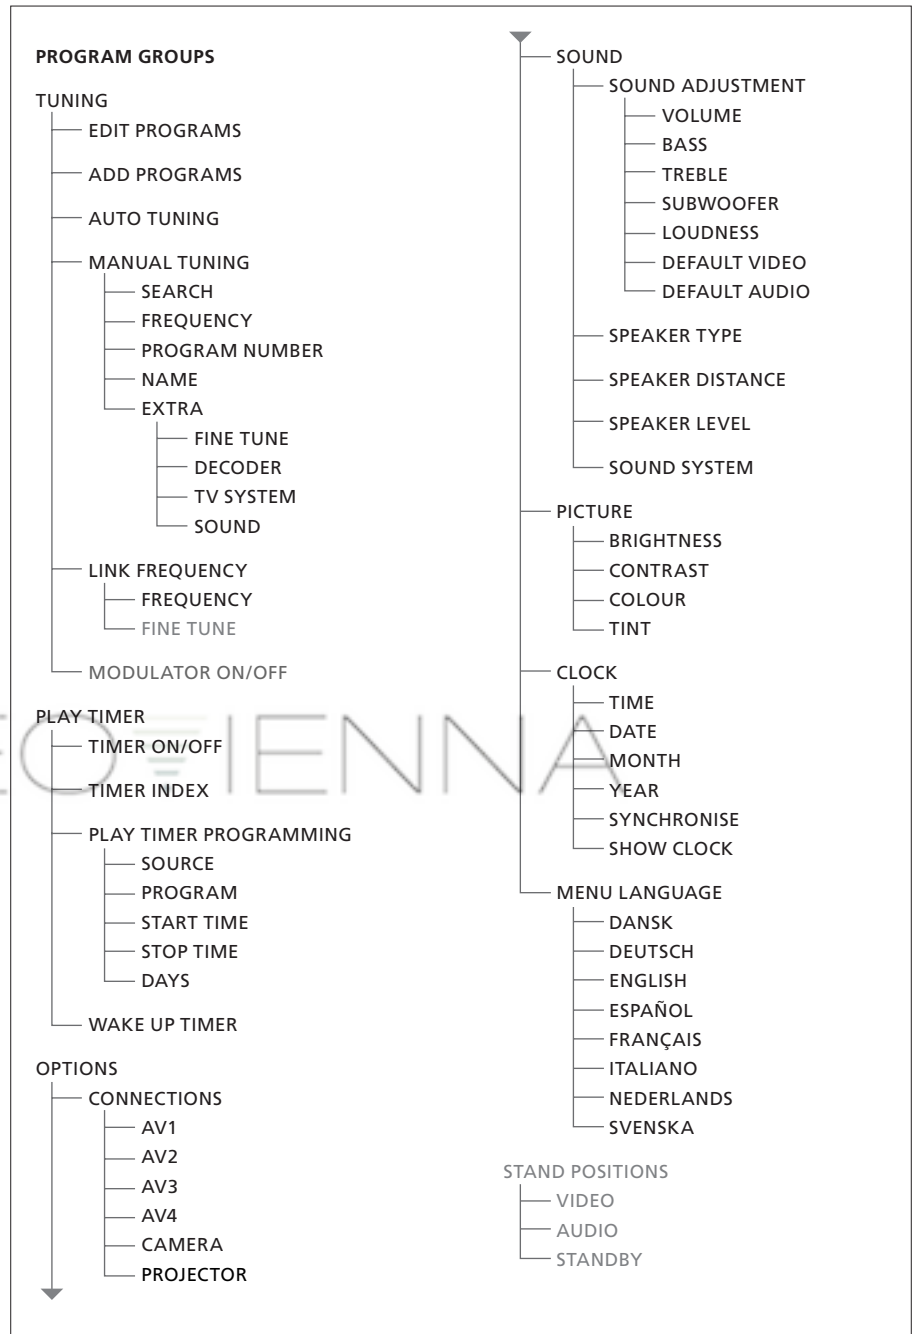 PROGRAM GROUPS
TUNING
EDIT PROGRAMS
ADD PROGRAMS
AUTO TUNING
MANUAL TUNING
SEARCH
FREQUENCY
PROGRAM NUMBER
NAME
EXTRA
FINE TUNE
DECODER
TV SYSTEM
SOUND
LINK FREQUENCY
FREQUENCY
FINE TUNE
MODULATOR ON/OFF
PLAY TIMER
TIMER ON/OFF
TIMER INDEX
PLAY TIMER PROGRAMMING
SOURCE
PROGRAM
START TIME
STOP TIME
DAYS
WAKE UP TIMER
OPTIONS
CONNECTIONS
AV1
AV2
AV3
AV4
CAMERA
PROJECTOR
SOUND
SOUND ADJUSTMENT
VOLUME
BASS
TREBLE
SUBWOOFER
LOUDNESS
DEFAULT VIDEO
DEFAULT AUDIO
SPEAKER TYPE
SPEAKER DISTANCE
SPEAKER LEVEL
SOUND SYSTEM
PICTURE
BRIGHTNESS
CONTRAST
COLOUR
TINT
CLOCK
TIME
DATE
MONTH
YEAR
SYNCHRONISE
SHOW CLOCK
MENU LANGUAGE
DANSK
DEUTSCH
ENGLISH
ESPAÑOL
FRANÇAIS
ITALIANO
NEDERLANDS
SVENSKA
STAND POSITIONS
VIDEO
AUDIO
STANDBY